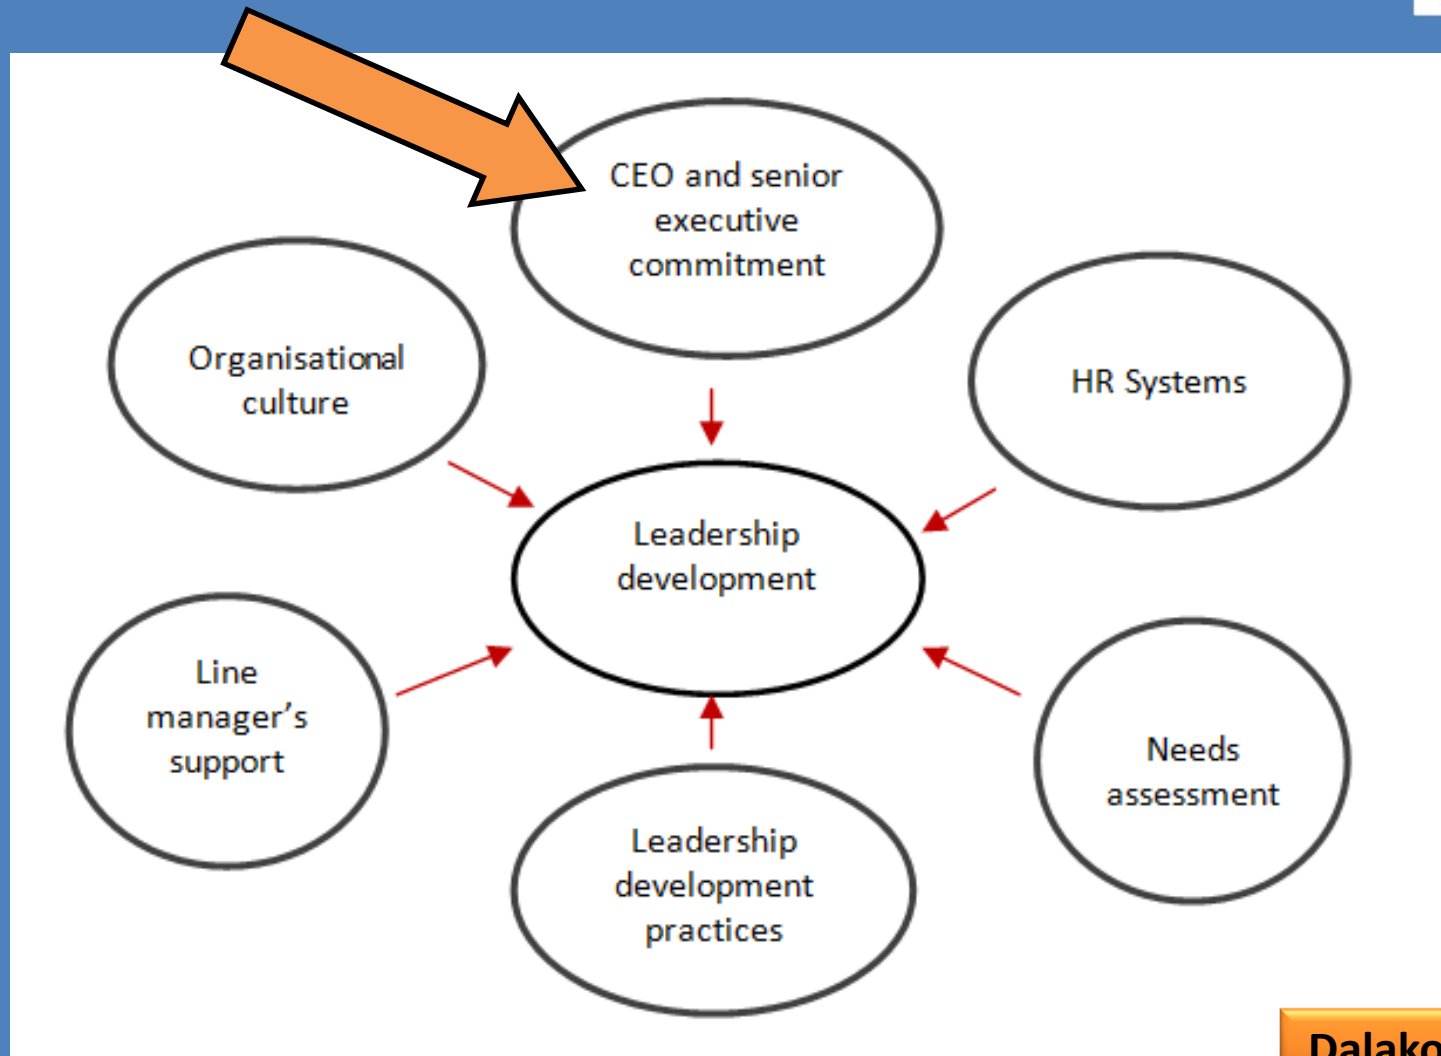 CEO and senior
executive
commitment
Organisational
culture
HR Systems
Leadership
development
Line
manager's
support
Needs
assessment
Leadership
development
practices